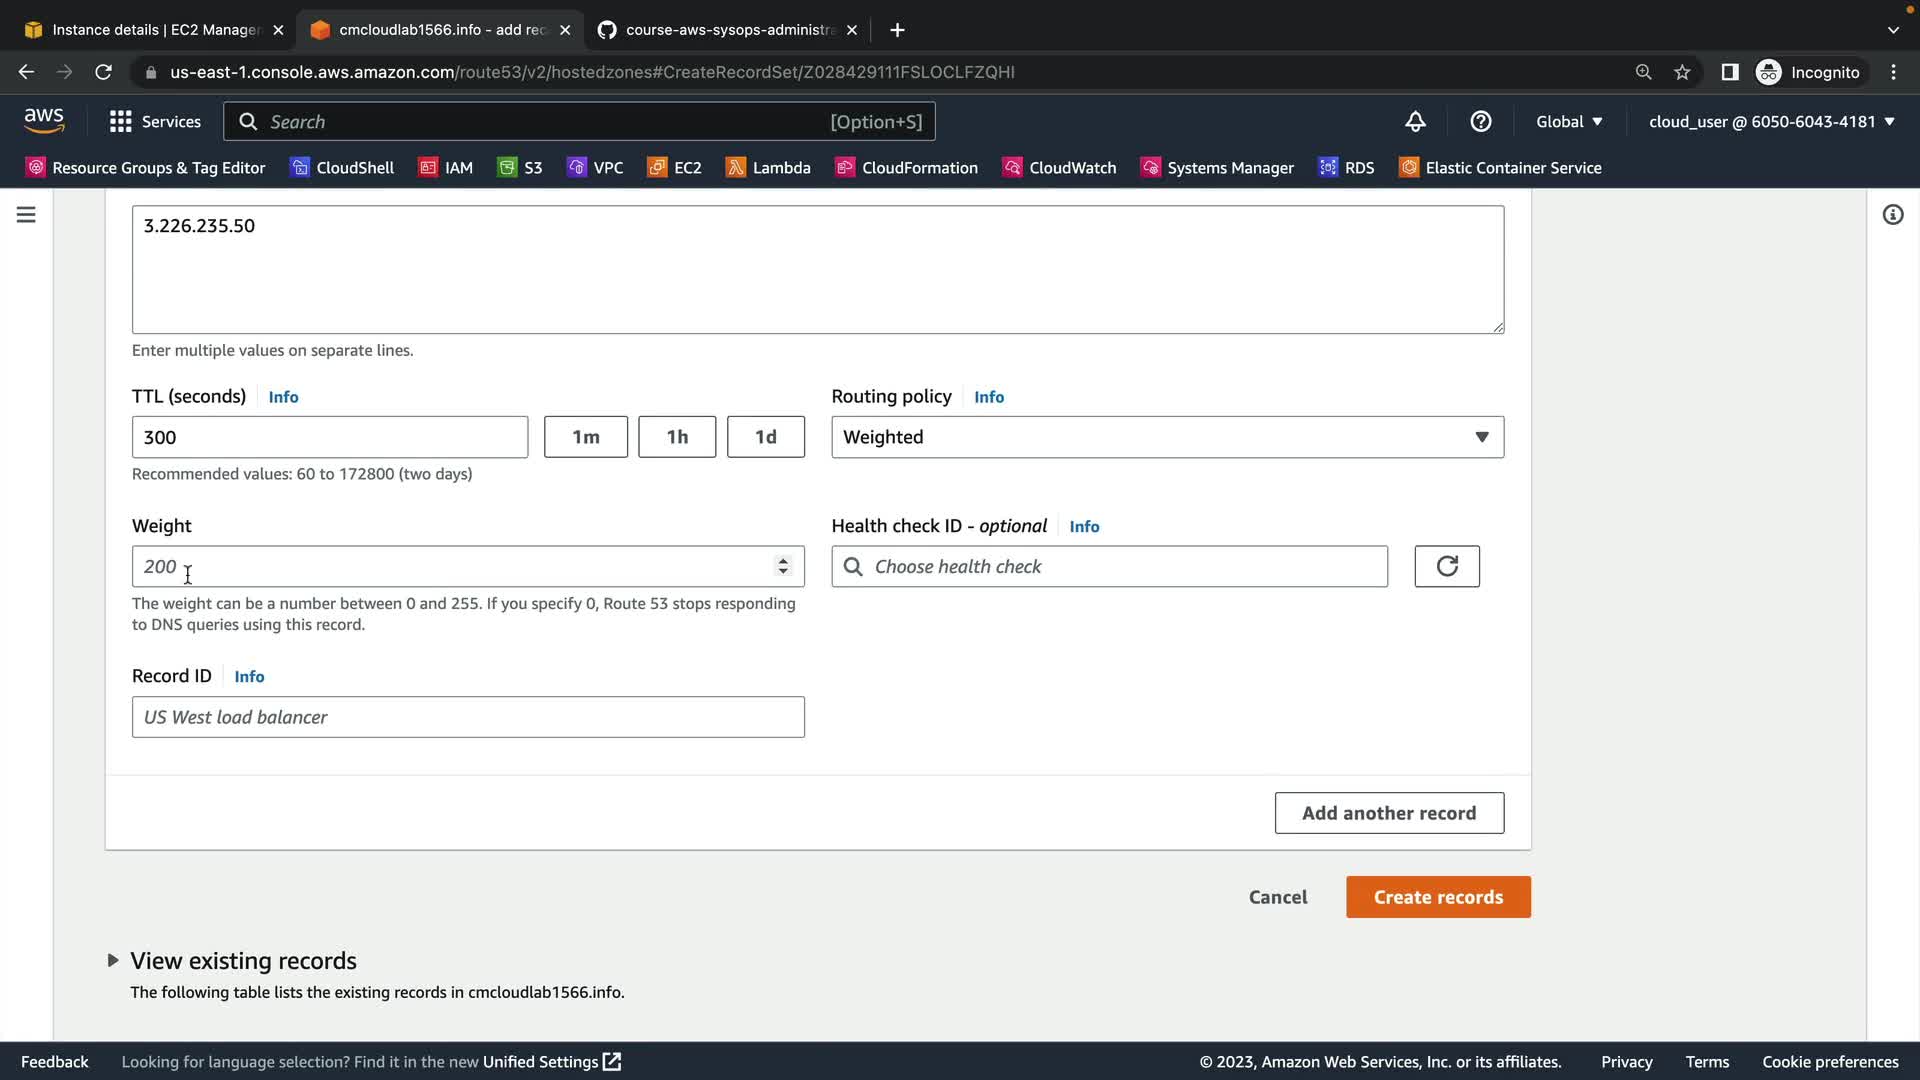 Instance details | EC2 Manager
cmcloudlab1566.info - add rec
course-aws-sysops-administra
us-east-1.console.aws.amazon.com/route53/v2/hostedzones#CreateRecordSet/Z028429111FSLOCLFZQHI
Incognito
aws
Services
Search
[Option+S]
Global
cloud_user @ 6050-6043-4181
Resource Groups & Tag Editor
CloudShell
IAM
S3
VPC
EC2
Lambda
CloudFormation
CloudWatch
Systems Manager
RDS
Elastic Container Service
3.226.235.50
Enter multiple values on separate lines.
TTL (seconds) Info
Routing policy Info
300
1m
1h
1d
Weighted
Recommended values: 60 to 172800 (two days)
Weight
Health check ID - optional Info
200
Choose health check
The weight can be a number between 0 and 255. If you specify 0, Route 53 stops responding
to DNS queries using this record.
Record ID Info
US West load balancer
Add another record
Cancel
Create records
View existing records
The following table lists the existing records in cmcloudlab1566.info.
Feedback
Looking for language selection? Find it in the new Unified Settings
© 2023, Amazon Web Services, Inc. or its affiliates.
Privacy
Terms
Cookie preferences